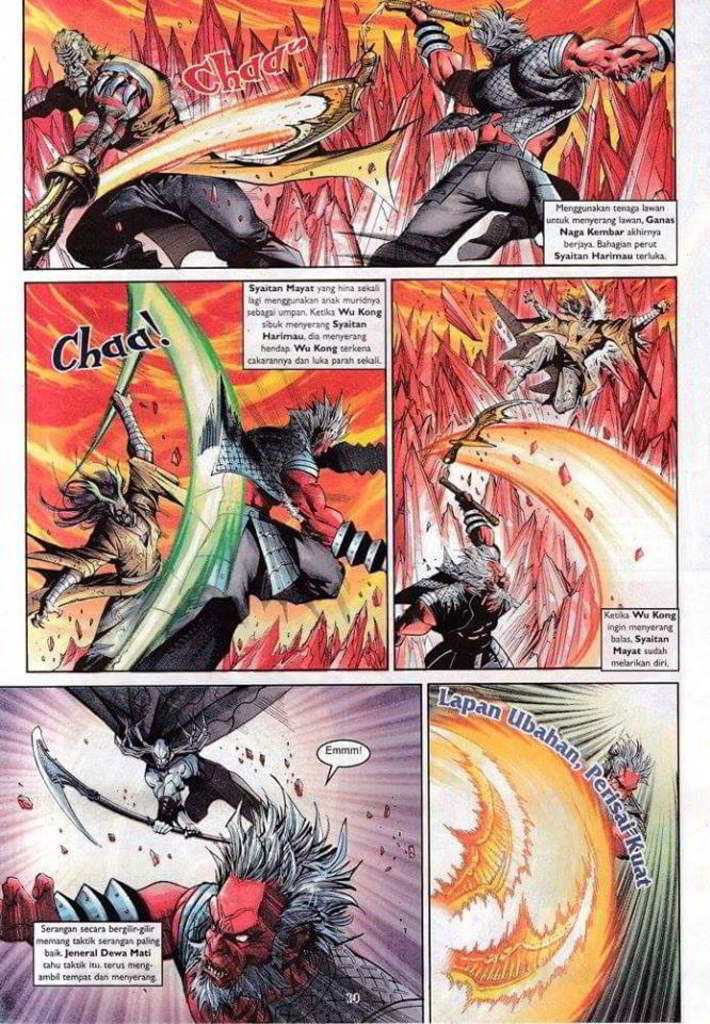 Chaa~
Menggunakan tenaga lawan
untuk menyerang lawan, Ganas
Naga Kembar akhirnya
berjaya. Bahagian perut
Syaitan Harimau terluka.
Chaa!
Syaitan Mayat yang hina sekali
lagi menggunakan anak muridnya
sebagai umpan. Ketika Wu Kong
sibuk menyerang Syaitan
Harimau, dia menyerang
hendap. Wu Kong terkena
cakarannya dan luka parah sekali.
Ketika Wu Kong
ingin menyerang
balas, Syaitan
Mayat sudah
melarikan diri.
Emmm!
Serangan secara bergilir-gilir
memang taktik serangan paling
baik. Jeneral Dewa Mati
tahu taktik itu, terus meng-
ambil tempat dan menyerang.
Lapan Ubahan, Perisai Kuat
30